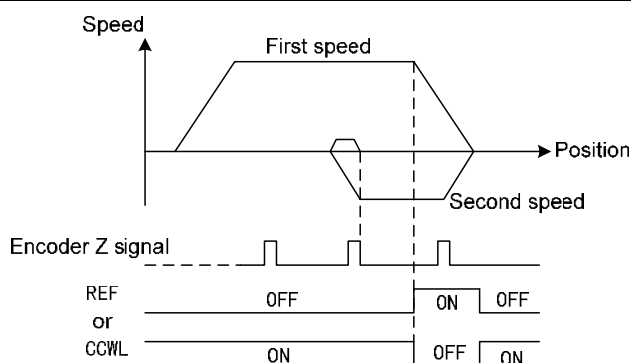 Speed
First speed
Position
Second speed
Encoder Z signal
REF OFF ON OFF
or
CCWL ON OFF ON